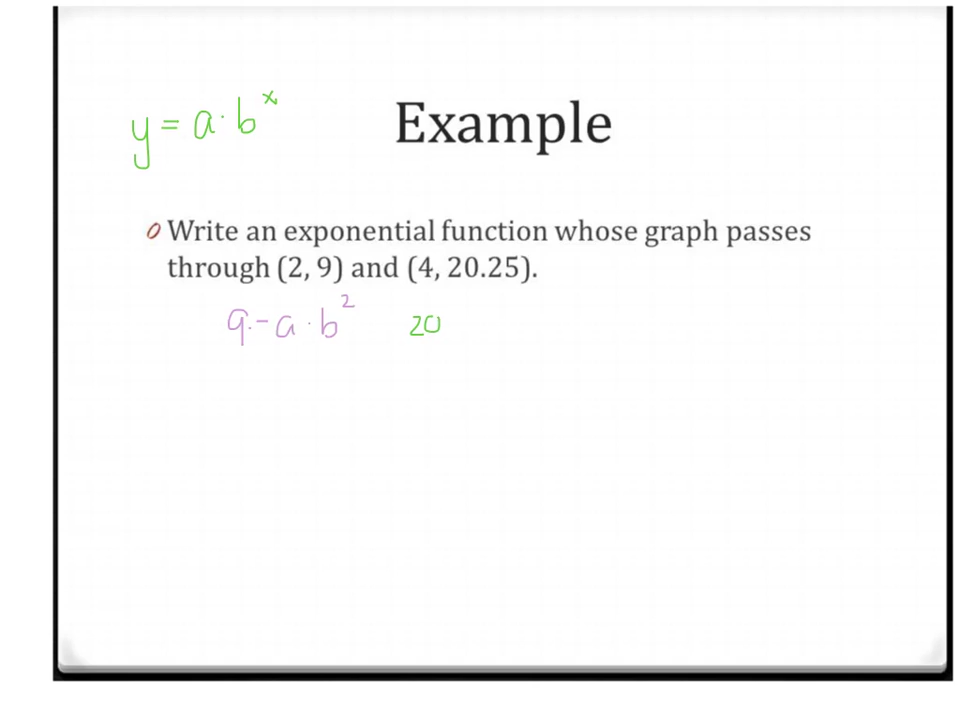 y = a · b^x
Example
Write an exponential function whose graph passes
through (2, 9) and (4, 20.25).
9 = a · b^2 20